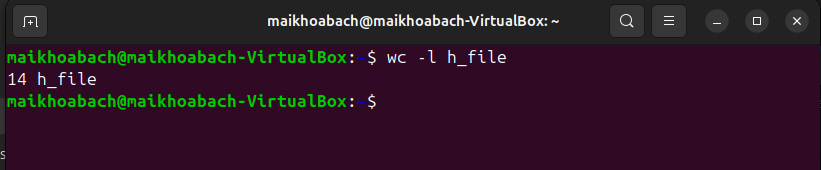 maikhoabach@maikhoabach-VirtualBox: ~
maikhoabach@maikhoabach-VirtualBox:~$ wc -l h_file
14 h_file
maikhoabach@maikhoabach-VirtualBox:~$
s